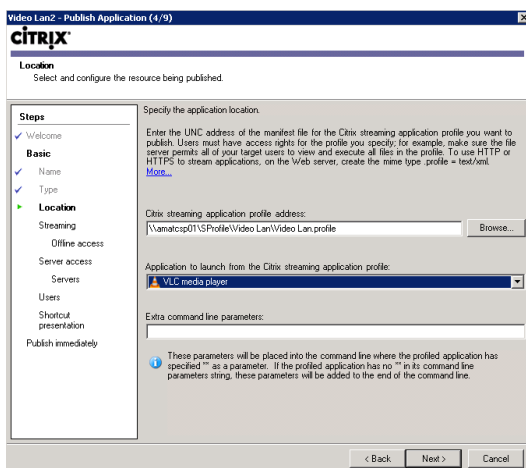 Video Lan2 - Publish Application (4/9)
CITRIX
Location
Select and configure the resource being published.
Steps
Welcome
Basic
Name
Type
Location
Streaming
Offline access
Server access
Servers
Users
Shortcut
presentation
Publish immediately
Specify the application location.
Enter the UNC address of the manifest file for the Citrix streaming application profile you want to
publish. Users must have access rights for the profile you specify; for example, make sure the file
server permits all of your target users to view and execute all files in the profile. To use HTTP or
HTTPS to stream applications, on the Web server, create the mime type .profile = text/xml.
More...
Citrix streaming application profile address:
\\amatcsp01\SProfile\Video Lan\Video Lan.profile
Browse...
Application to launch from the Citrix streaming application profile:
VLC media player
Extra command line parameters:
These parameters will be placed into the command line where the profiled application has
specified "" as a parameter. If the profiled application has no "" in its command line
parameters string, these parameters will be added to the end of the command line.
< Back
Next >
Cancel